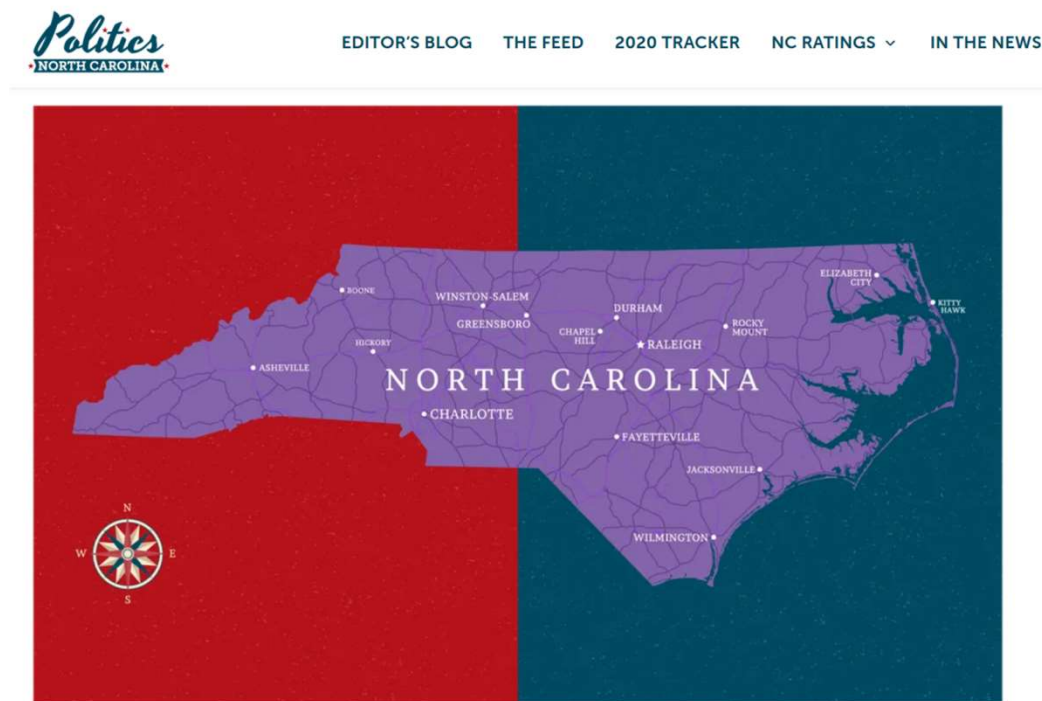 Politics
NORTH CAROLINA
EDITOR'S BLOG THE FEED 2020 TRACKER NC RATINGS IN THE NEWS
ELIZABETH
CITY
BOONE
WINSTON-SALEM
KITTY
HAWK
DURHAM
GREENSBORO
CHAPEL
HILL
ROCKY
MOUNT
HICKORY
RALEIGH
ASHEVILLE
NORTH CAROLINA
CHARLOTTE
FAYETTEVILLE
JACKSONVILLE
N
WILMINGTON
W E
S